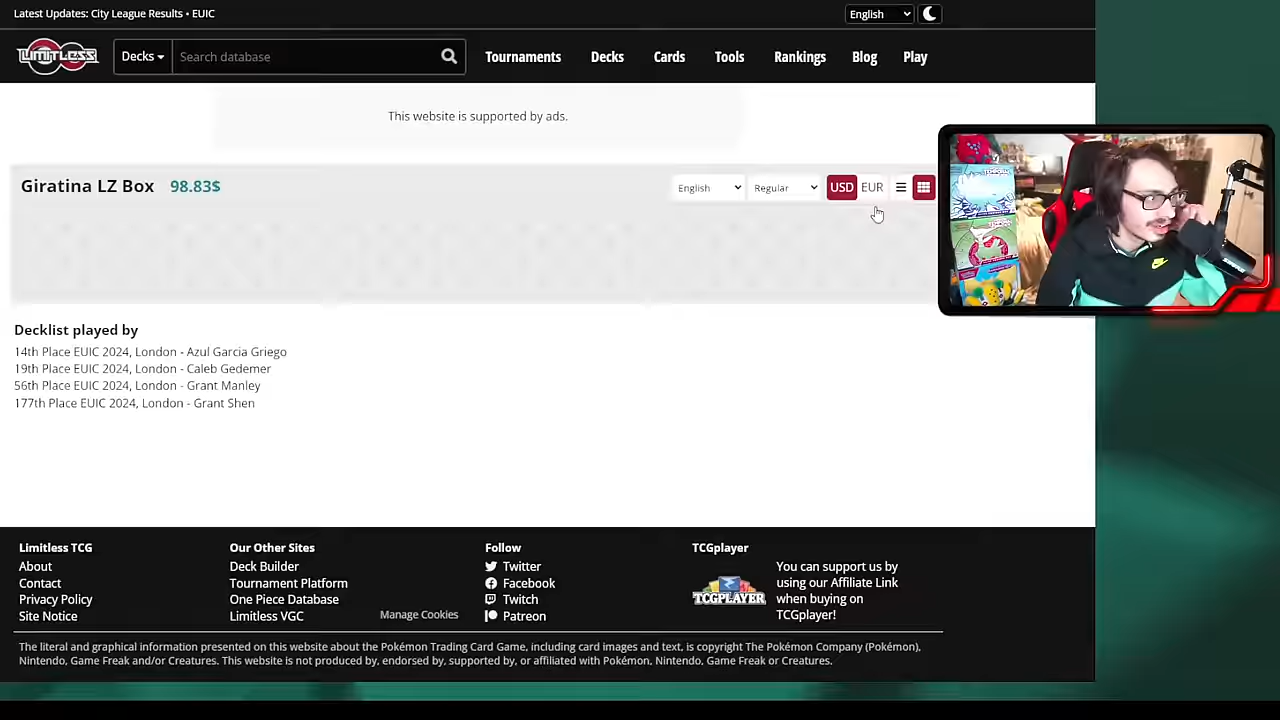 Latest Updates: City League Results • EUIC
English
LIMITLESS
Decks
Search database
Tournaments
Decks
Cards
Tools
Rankings
Blog
Play
This website is supported by ads.
Giratina LZ Box 98.83$
English
Regular
USD
EUR
Decklist played by
14th Place EUIC 2024, London - Azul Garcia Griego
19th Place EUIC 2024, London - Caleb Gedemer
56th Place EUIC 2024, London - Grant Manley
177th Place EUIC 2024, London - Grant Shen
Limitless TCG
About
Contact
Privacy Policy
Site Notice
Our Other Sites
Deck Builder
Tournament Platform
One Piece Database
Limitless VGC
Manage Cookies
Follow
Twitter
Facebook
Twitch
Patreon
TCGplayer
TCGPLAYER
You can support us by
using our Affiliate Link
when buying on
TCGplayer!
The literal and graphical information presented on this website about the Pokémon Trading Card Game, including card images and text, is copyright The Pokémon Company (Pokémon),
Nintendo, Game Freak and/or Creatures. This website is not produced by, endorsed by, supported by, or affiliated with Pokémon, Nintendo, Game Freak or Creatures.